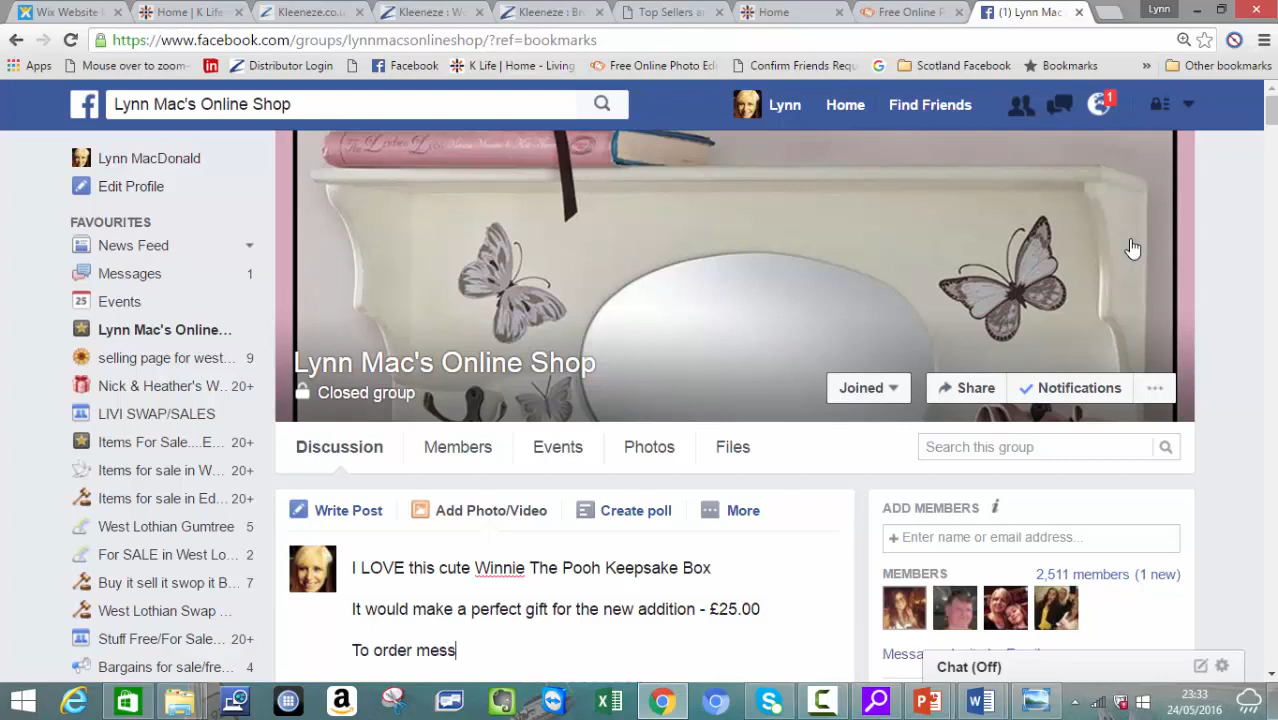 Wix Website
Home | K Life
Kleeneze.co.u
Kleeneze : W
Kleeneze : Br
Top Sellers a
Home
Free Online P
(1) Lynn Mac
Lynn
https://www.facebook.com/groups/lynnmacsonlineshop/?ref=bookmarks
Apps
Mouse over to zoom-
Distributor Login
Facebook
K Life | Home - Living
Free Online Photo Edi
Confirm Friends Requ
Scotland Facebook
Bookmarks
»
Other bookmarks
Lynn Mac's Online Shop
Lynn
Home
Find Friends
1
Lynn MacDonald
Edit Profile
FAVOURITES
News Feed
Messages 1
25 Events
Lynn Mac's Online...
selling page for west... 9
Nick & Heather's W... 20+
LIVI SWAP/SALES
Items For Sale....E... 20+
Items for sale in W... 20+
Items for sale in Ed... 20+
West Lothian Gumtree 5
For SALE in West Lo... 2
Buy it sell it swop it B... 7
West Lothian Swap ...
Stuff Free/For Sale... 20+
Bargains for sale/fre... 4
Lynn Mac's Online Shop
Closed group
Joined
Share
Notifications
Discussion
Members
Events
Photos
Files
Search this group
Write Post
Add Photo/Video
Create poll
More
I LOVE this cute Winnie The Pooh Keepsake Box
It would make a perfect gift for the new addition - £25.00
To order mess
ADD MEMBERS i
+ Enter name or email address...
MEMBERS
2,511 members (1 new)
Chat (Off)
23:33
24/05/2016